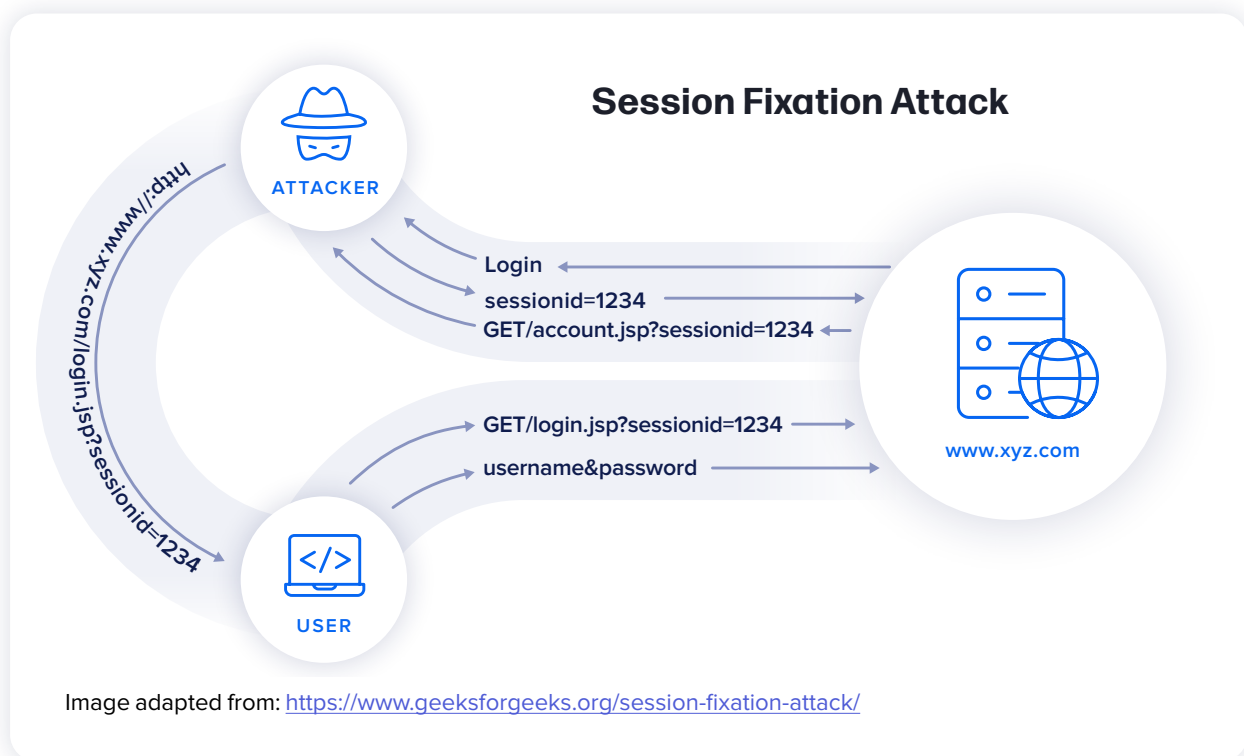 Session Fixation Attack
ATTACKER
http://www.xyz.com/login.jsp?sessionid=1234
Login
sessionid=1234
GET/account.jsp?sessionid=1234
GET/login.jsp?sessionid=1234
username&password
www.xyz.com
USER
Image adapted from: https://www.geeksforgeeks.org/session-fixation-attack/